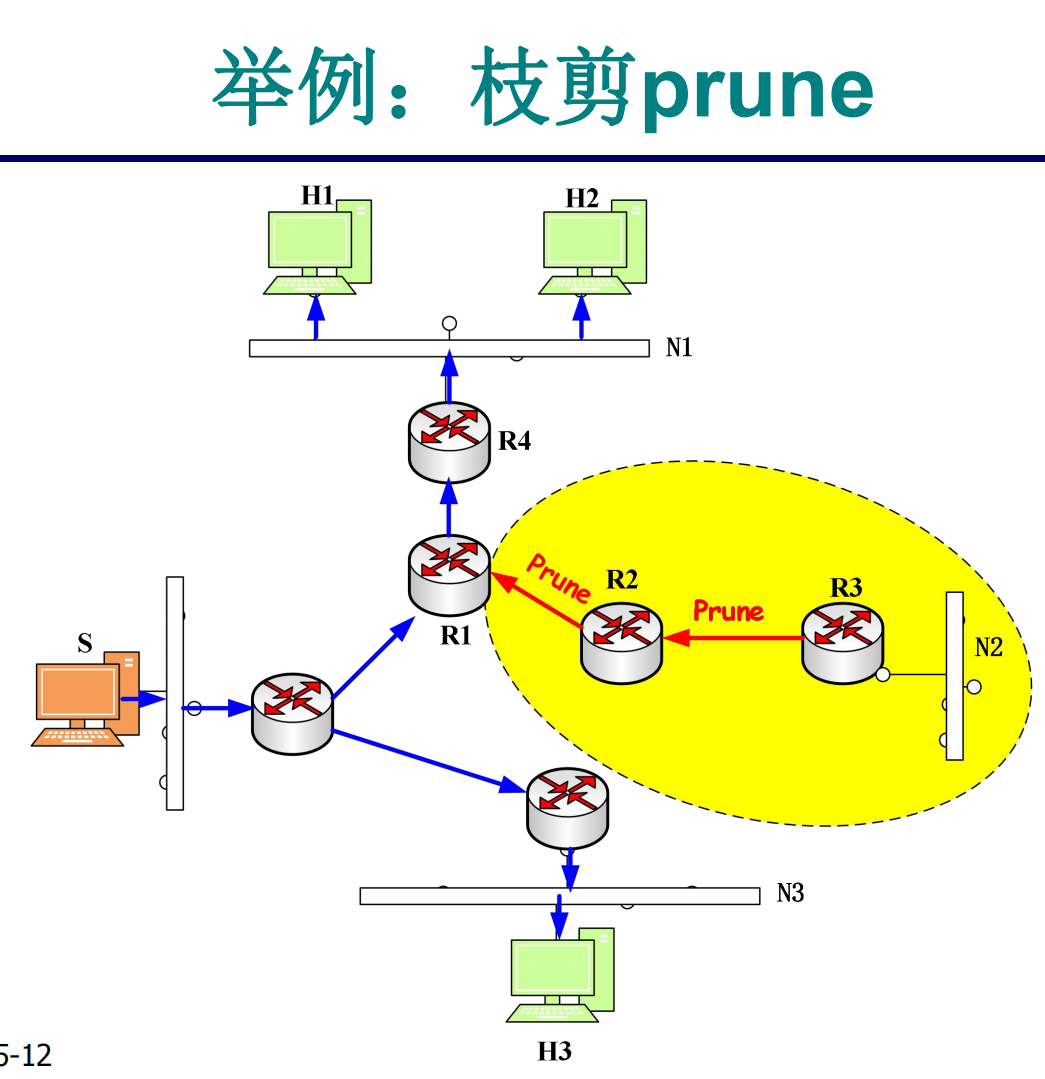 举例：枝剪prune
H1
H2
N1
R4
Prune
R2
Prune
R3
R1
S
N2
N3
H3
5-12